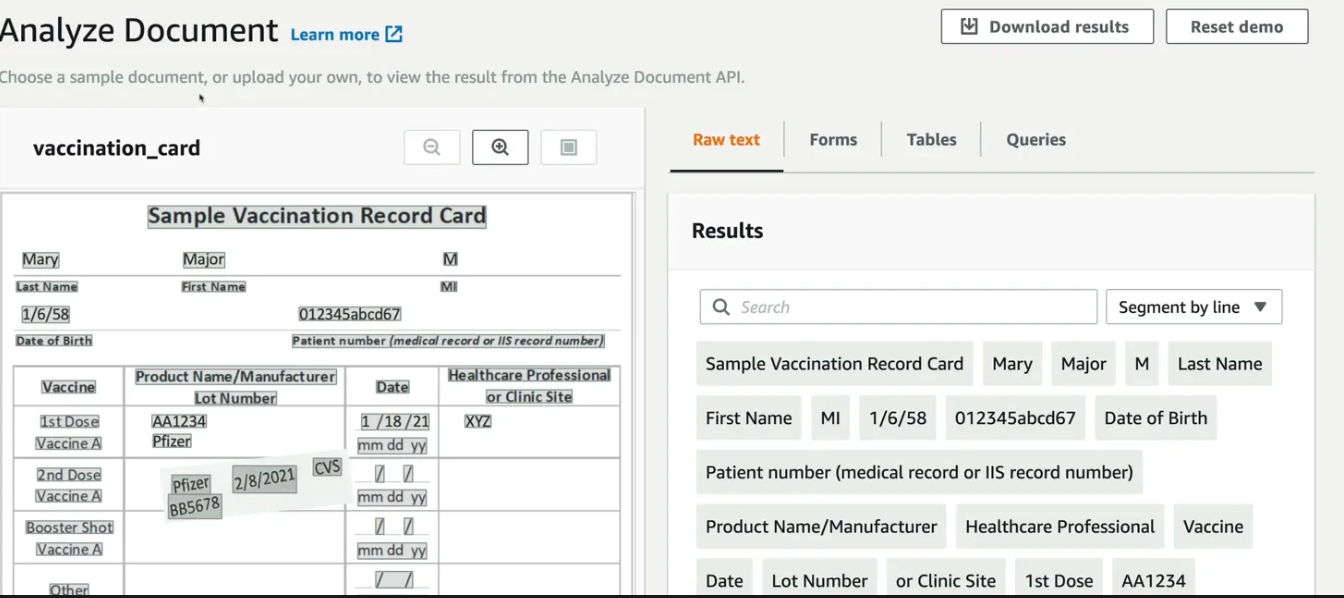 Analyze Document Learn more
Download results
Reset demo
Choose a sample document, or upload your own, to view the result from the Analyze Document API.
vaccination_card
Sample Vaccination Record Card
Mary Major M
Last Name First Name MI
1/6/58 012345abcd67
Date of Birth Patient number (medical record or IIS record number)
Vaccine
Product Name/Manufacturer
Lot Number
Date
Healthcare Professional
or Clinic Site
1st Dose
Vaccine A
AA1234
Pfizer
1 /18 /21
mm dd yy
XYZ
2nd Dose
Vaccine A
Pfizer 2/8/2021 CVS
BB5678
/ /
mm dd yy
Booster Shot
Vaccine A
/ /
mm dd yy
Other
/ /
Raw text Forms Tables Queries
Results
Search
Segment by line
Sample Vaccination Record Card Mary Major M Last Name
First Name MI 1/6/58 012345abcd67 Date of Birth
Patient number (medical record or IIS record number)
Product Name/Manufacturer Healthcare Professional Vaccine
Date Lot Number or Clinic Site 1st Dose AA1234